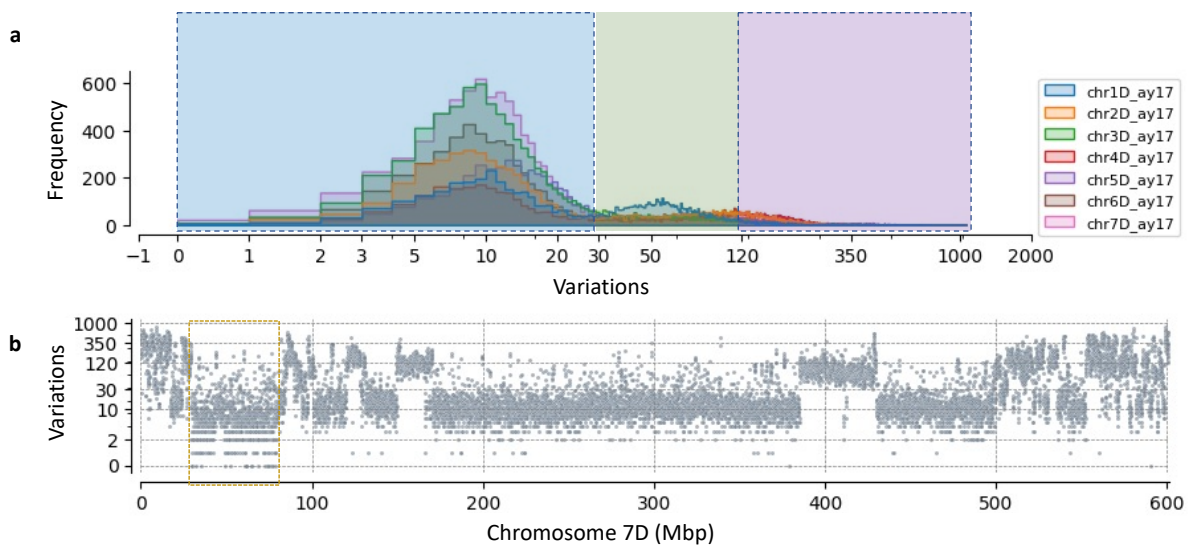 a
Frequency
600
400
200
0
−1 0 1 2 3 5 10 20 30 50 120 350 1000 2000
Variations
chr1D_ay17
chr2D_ay17
chr3D_ay17
chr4D_ay17
chr5D_ay17
chr6D_ay17
chr7D_ay17
b
Variations
1000
350
120
30
10
2
0
0 100 200 300 400 500 600
Chromosome 7D (Mbp)